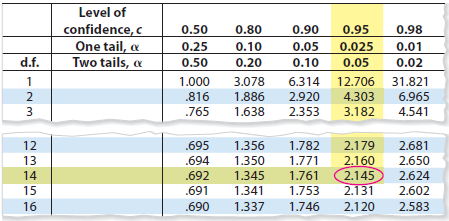 Level of
confidence, c 0.50 0.80 0.90 0.95 0.98
One tail, α 0.25 0.10 0.05 0.025 0.01
d.f. Two tails, α 0.50 0.20 0.10 0.05 0.02
1 1.000 3.078 6.314 12.706 31.821
2 .816 1.886 2.920 4.303 6.965
3 .765 1.638 2.353 3.182 4.541
12 .695 1.356 1.782 2.179 2.681
13 .694 1.350 1.771 2.160 2.650
14 .692 1.345 1.761 2.145 2.624
15 .691 1.341 1.753 2.131 2.602
16 .690 1.337 1.746 2.120 2.583